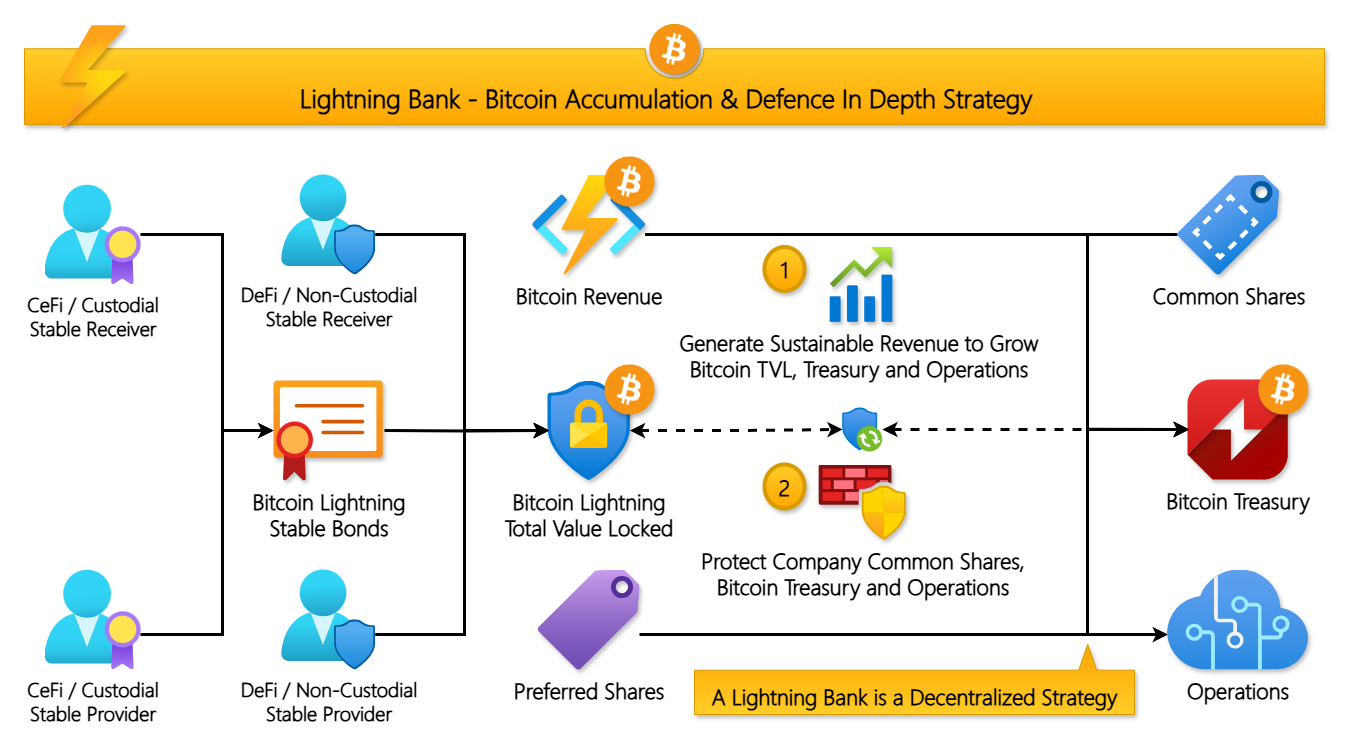 Lightning Bank - Bitcoin Accumulation & Defence In Depth Strategy
CeFi / Custodial
Stable Receiver
DeFi / Non-Custodial
Stable Receiver
Bitcoin Revenue
1
Generate Sustainable Revenue to Grow
Bitcoin TVL, Treasury and Operations
Common Shares
Bitcoin Lightning
Stable Bonds
Bitcoin Lightning
Total Value Locked
2
Protect Company Common Shares,
Bitcoin Treasury and Operations
Bitcoin Treasury
CeFi / Custodial
Stable Provider
DeFi / Non-Custodial
Stable Provider
Preferred Shares
A Lightning Bank is a Decentralized Strategy
Operations